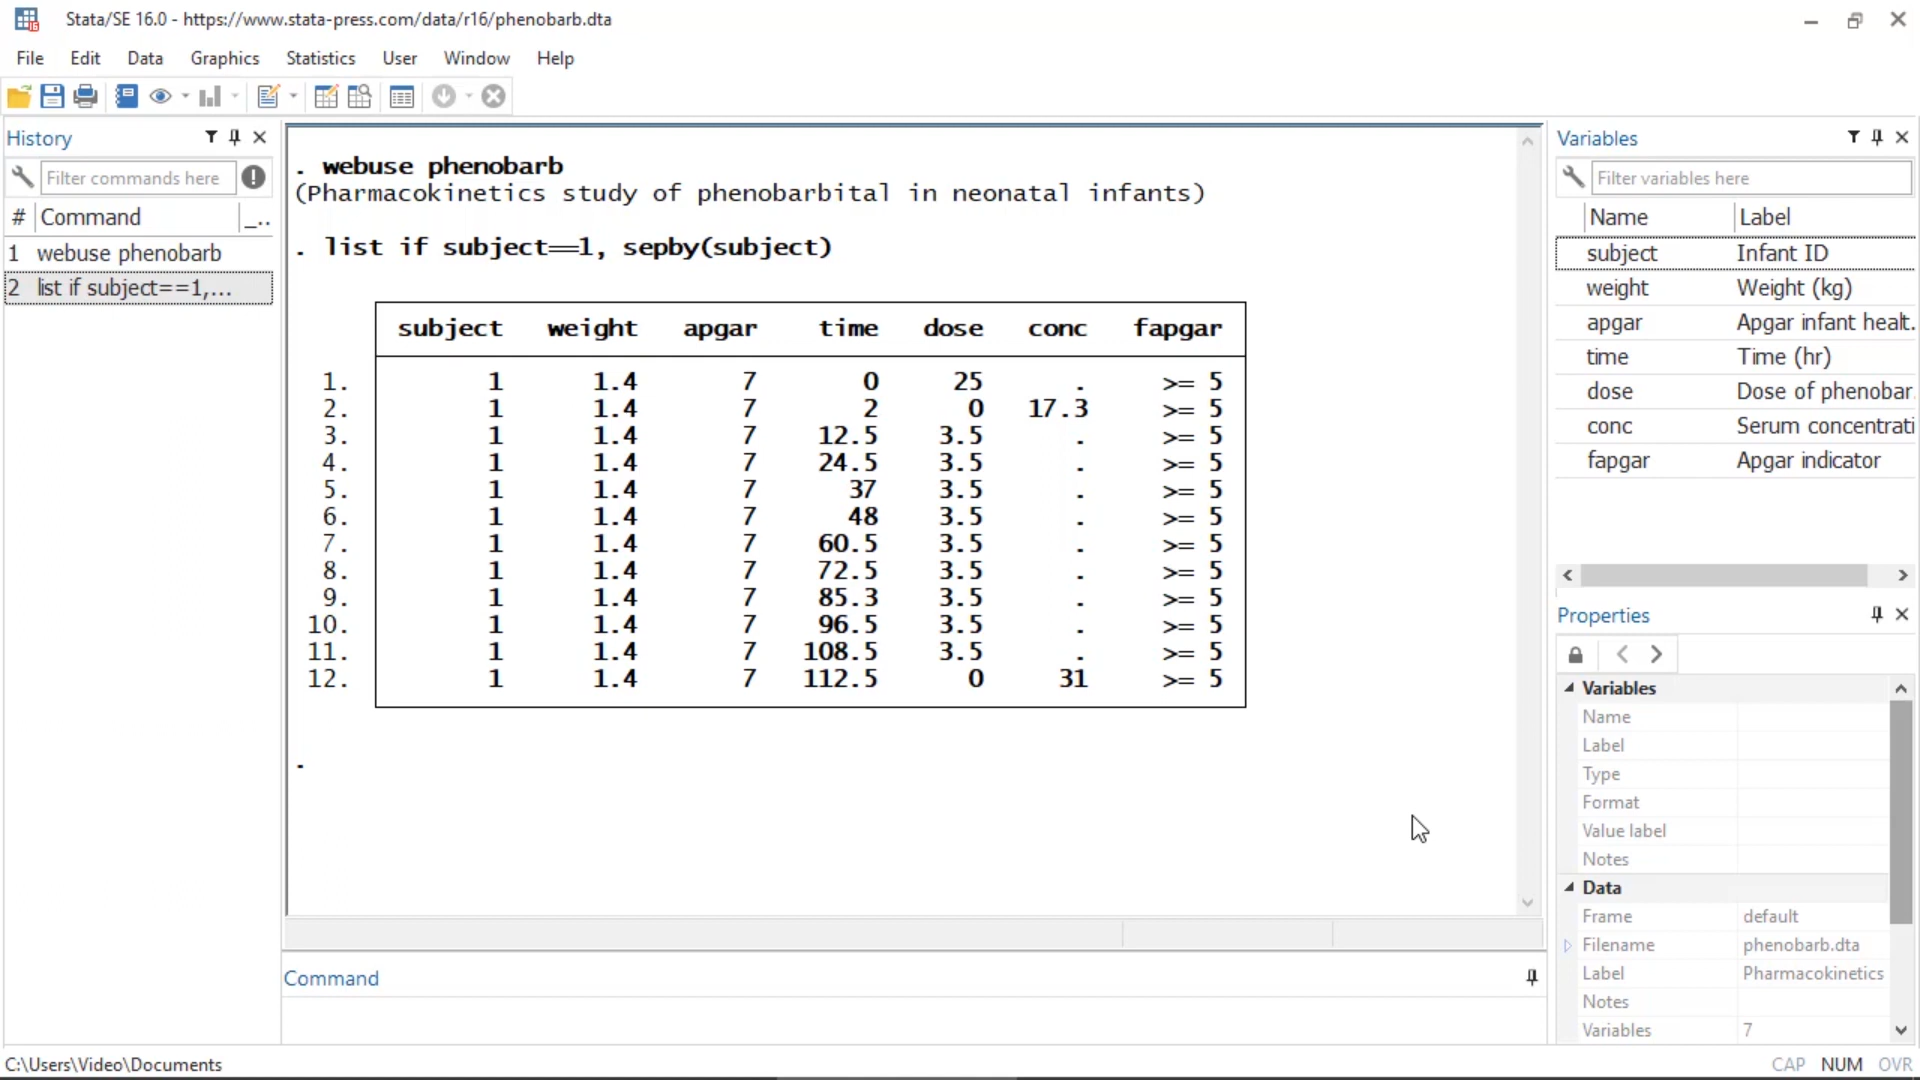 Stata/SE 16.0 - https://www.stata-press.com/data/r16/phenobarb.dta
File Edit Data Graphics Statistics User Window Help
History
Filter commands here
# Command _..
1 webuse phenobarb
2 list if subject==1,...
. webuse phenobarb
(Pharmacokinetics study of phenobarbital in neonatal infants)
. list if subject==1, sepby(subject)
subject weight apgar time dose conc fapgar
1. 1 1.4 7 0 25 . >= 5
2. 1 1.4 7 2 0 17.3 >= 5
3. 1 1.4 7 12.5 3.5 . >= 5
4. 1 1.4 7 24.5 3.5 . >= 5
5. 1 1.4 7 37 3.5 . >= 5
6. 1 1.4 7 48 3.5 . >= 5
7. 1 1.4 7 60.5 3.5 . >= 5
8. 1 1.4 7 72.5 3.5 . >= 5
9. 1 1.4 7 85.3 3.5 . >= 5
10. 1 1.4 7 96.5 3.5 . >= 5
11. 1 1.4 7 108.5 3.5 . >= 5
12. 1 1.4 7 112.5 0 31 >= 5
.
Command
Variables
Filter variables here
Name Label
subject Infant ID
weight Weight (kg)
apgar Apgar infant healt.
time Time (hr)
dose Dose of phenobar.
conc Serum concentrati
fapgar Apgar indicator
Properties
Variables
Name
Label
Type
Format
Value label
Notes
Data
Frame default
Filename phenobarb.dta
Label Pharmacokinetics
Notes
Variables 7
C:\Users\Video\Documents
CAP NUM OVR